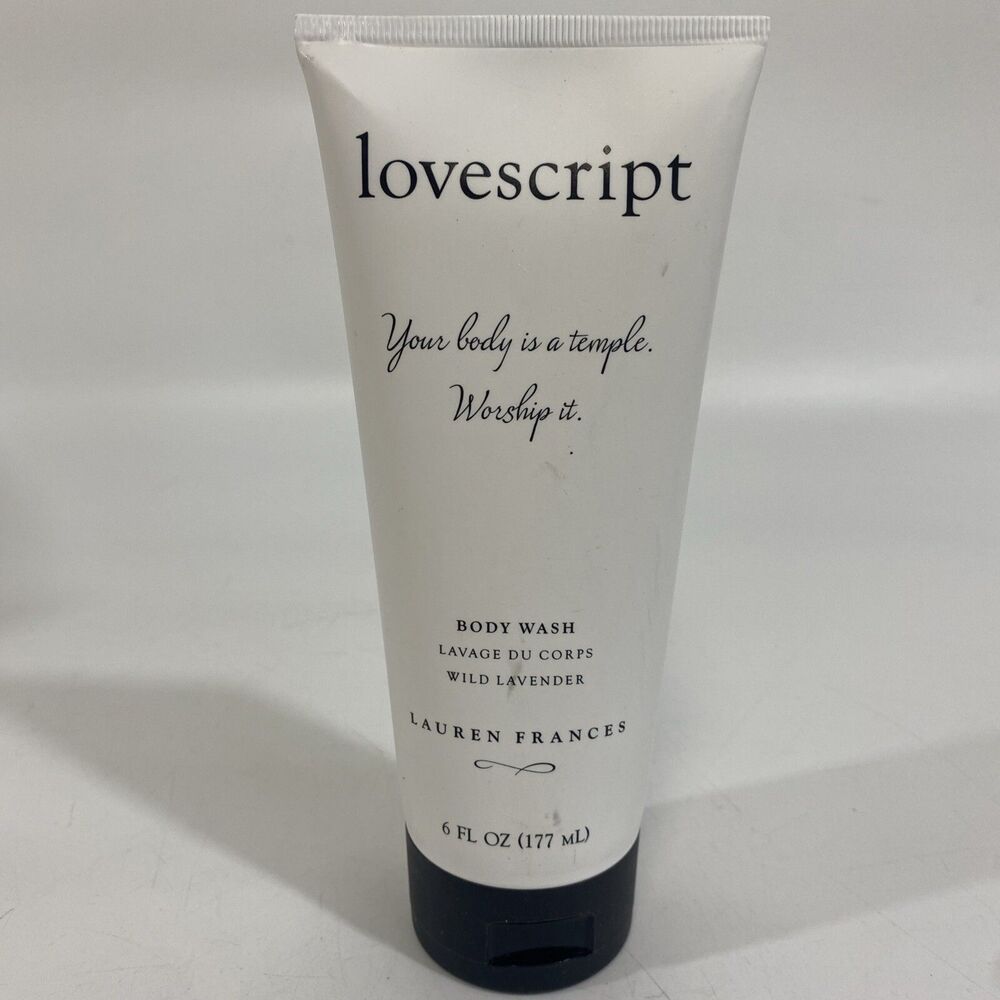 lovescript
Your body is a temple.
Worship it.
BODY WASH
LAVAGE DU CORPS
WILD LAVENDER
LAUREN FRANCES
6 FL OZ (177 ML)